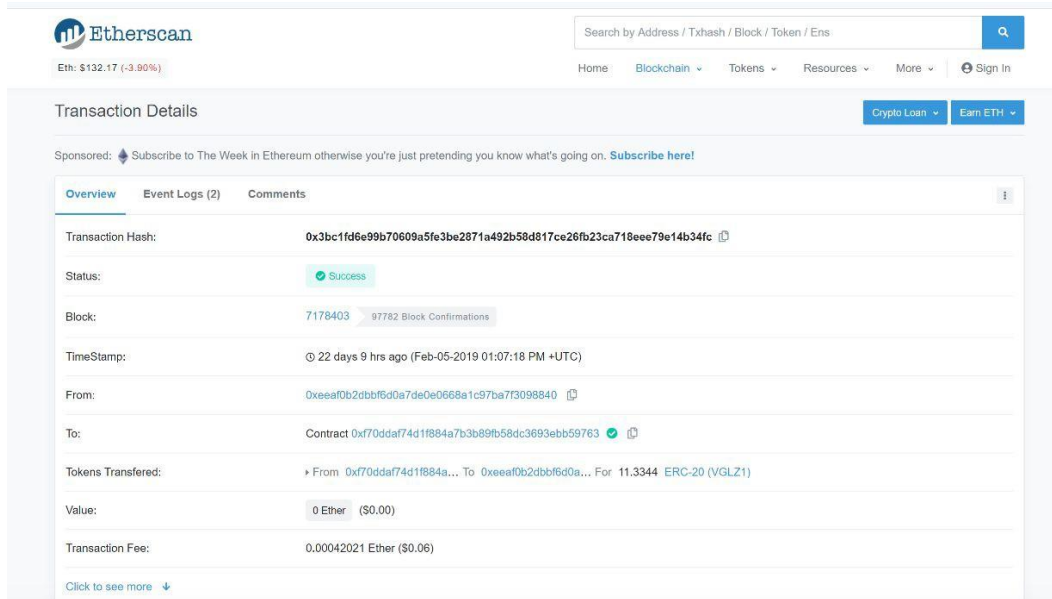 Etherscan
Search by Address / Txhash / Block / Token / Ens
Eth: $132.17 (-3.90%)
Home Blockchain Tokens Resources More Sign In
Transaction Details
Crypto Loan Earn ETH
Sponsored: Subscribe to The Week in Ethereum otherwise you're just pretending you know what's going on. Subscribe here!
Overview Event Logs (2) Comments
Transaction Hash: 0x3bc1fd6e99b70609a5fe3be2871a492b58d817ce26fb23ca718eee79e14b34fc
Status: Success
Block: 7178403 97782 Block Confirmations
TimeStamp: 22 days 9 hrs ago (Feb-05-2019 01:07:18 PM +UTC)
From: 0xeeaf0b2dbbf6d0a7de0e0668a1c97ba7f3098840
To: Contract 0xf70ddaf74d1f884a7b3b89fb58dc3693ebb59763
Tokens Transfered: From 0xf70ddaf74d1f884a... To 0xeeaf0b2dbbf6d0a... For 11.3344 ERC-20 (VGLZ1)
Value: 0 Ether ($0.00)
Transaction Fee: 0.00042021 Ether ($0.06)
Click to see more